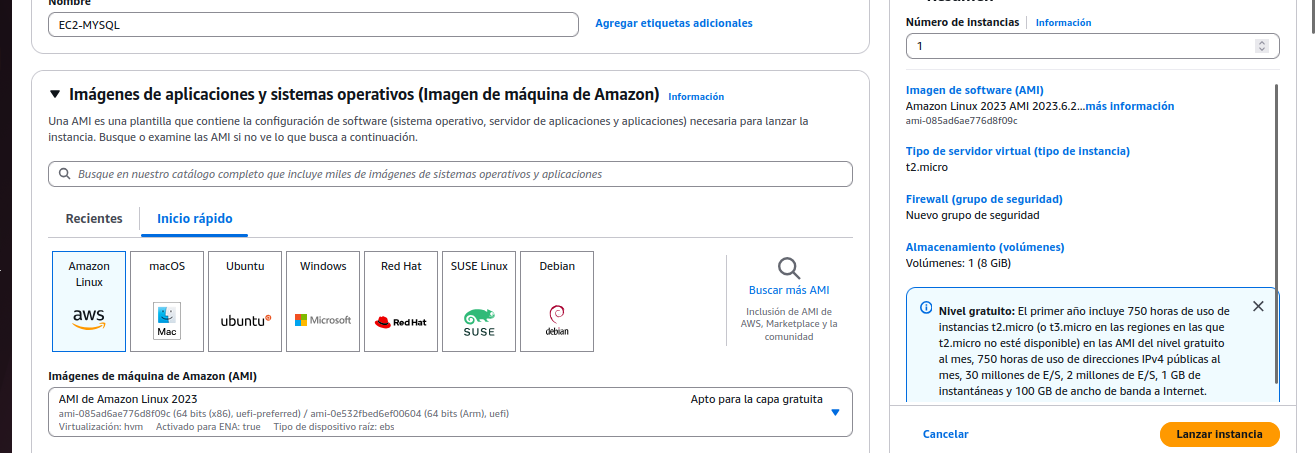 Nombre
EC2-MYSQL
Agregar etiquetas adicionales
Imágenes de aplicaciones y sistemas operativos (Imagen de máquina de Amazon)
Información
Una AMI es una plantilla que contiene la configuración de software (sistema operativo, servidor de aplicaciones y aplicaciones) necesaria para lanzar la
instancia. Busque o examine las AMI si no ve lo que busca a continuación.
Busque en nuestro catálogo completo que incluye miles de imágenes de sistemas operativos y aplicaciones
Recientes
Inicio rápido
Amazon
Linux
aws
macOS
Mac
Ubuntu
ubuntu
Windows
Microsoft
Red Hat
Red Hat
SUSE Linux
SUSE
Debian
debian
Buscar más AMI
Inclusión de AMI de
AWS, Marketplace y la
comunidad
Imágenes de máquina de Amazon (AMI)
AMI de Amazon Linux 2023
Apto para la capa gratuita
ami-085ad6ae776d8f09c (64 bits (x86), uefi-preferred) / ami-0e532fbed6ef00604 (64 bits (Arm), uefi)
Virtualización: hvm
Activado para ENA: true
Tipo de dispositivo raíz: ebs
Resumen
Número de instancias
Información
1
Imagen de software (AMI)
Amazon Linux 2023 AMI 2023.6.2...más información
ami-085ad6ae776d8f09c
Tipo de servidor virtual (tipo de instancia)
t2.micro
Firewall (grupo de seguridad)
Nuevo grupo de seguridad
Almacenamiento (volúmenes)
Volúmenes: 1 (8 GiB)
Nivel gratuito: El primer año incluye 750 horas de uso de
instancias t2.micro (o t3.micro en las regiones en las que
t2.micro no esté disponible) en las AMI del nivel gratuito
al mes, 750 horas de uso de direcciones IPv4 públicas al
mes, 30 millones de E/S, 2 millones de E/S, 1 GB de
instantáneas y 100 GB de ancho de banda a Internet.
Cancelar
Lanzar instancia